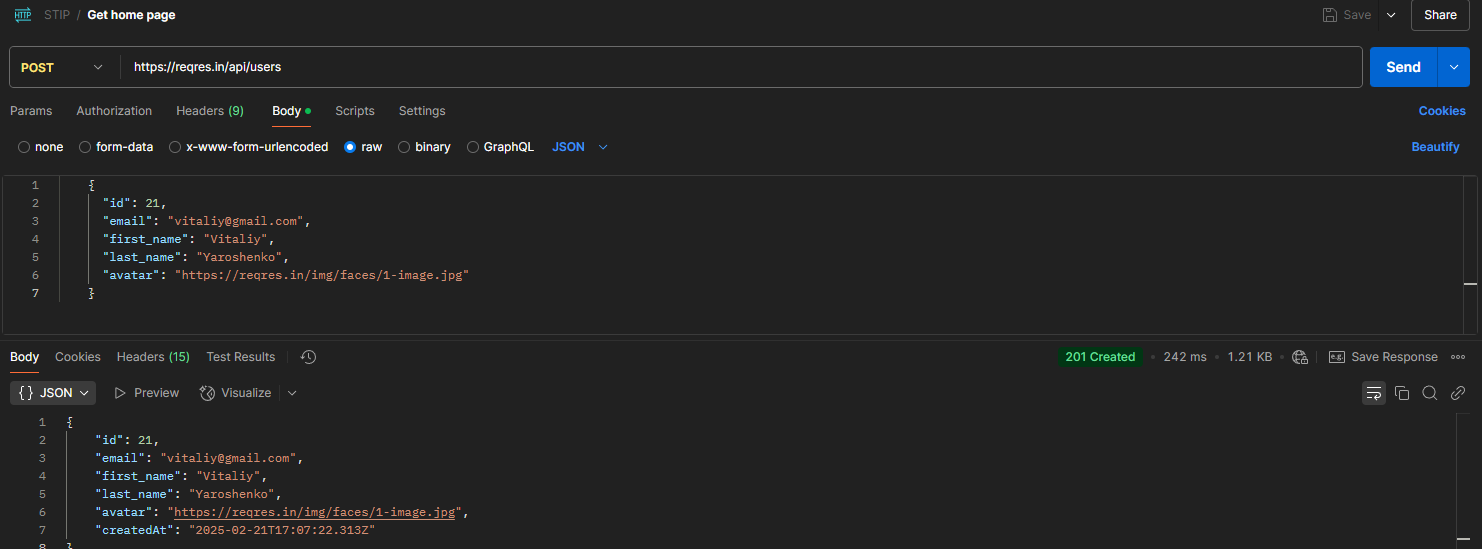 HTTP STIP / Get home page Save Share
POST https://reqres.in/api/users Send
Params Authorization Headers (9) Body Scripts Settings Cookies
none form-data x-www-form-urlencoded raw binary GraphQL JSON Beautify
1 {
2 "id": 21,
3 "email": "vitaliy@gmail.com",
4 "first_name": "Vitaliy",
5 "last_name": "Yaroshenko",
6 "avatar": "https://reqres.in/img/faces/1-image.jpg"
7 }
Body Cookies Headers (15) Test Results 201 Created • 242 ms • 1.21 KB • e.g. Save Response
{} JSON Preview Visualize
1 {
2 "id": 21,
3 "email": "vitaliy@gmail.com",
4 "first_name": "Vitaliy",
5 "last_name": "Yaroshenko",
6 "avatar": "https://reqres.in/img/faces/1-image.jpg",
7 "createdAt": "2025-02-21T17:07:22.313Z"
8 }